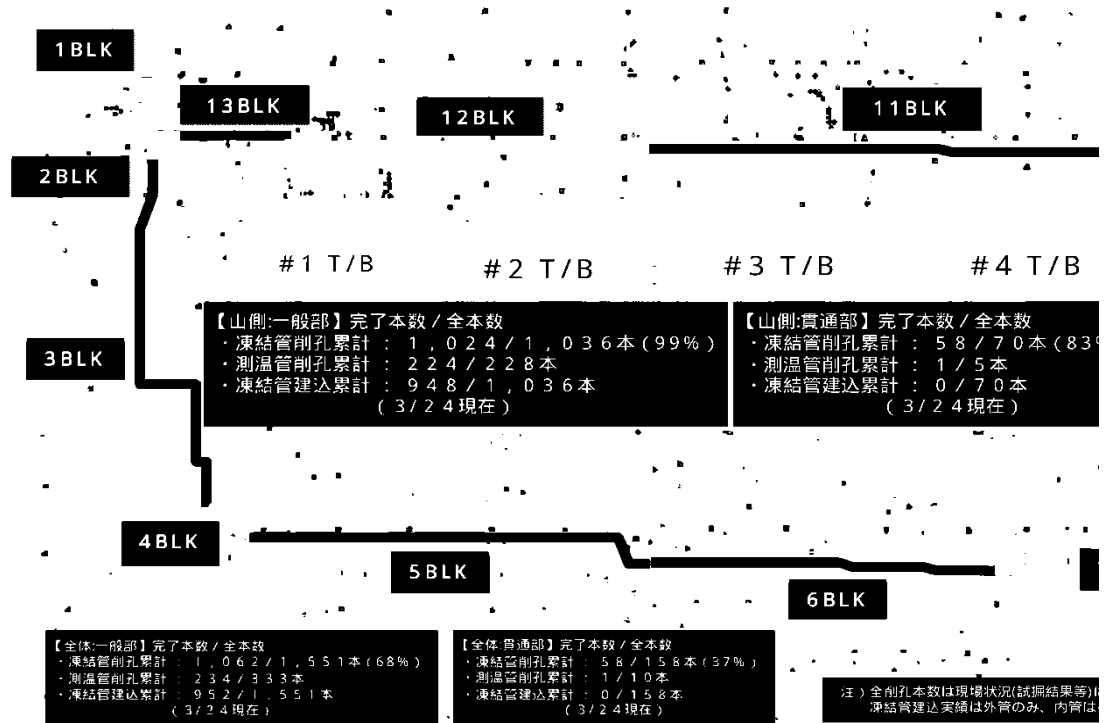 1BLK
13BLK
12BLK
11BLK
2BLK
#1 T/B
#2 T/B
#3 T/B
#4 T/B
【山側:一般部】完了本数/全本数
・凍結管削孔累計 : 1,024/1,036本(99%)
・測温管削孔累計 : 224/228本
・凍結管建込累計 : 948/1,036本
(3/24現在)
【山側:貫通部】完了本数/全本数
・凍結管削孔累計 : 58/70本(83%
・測温管削孔累計 : 1/5本
・凍結管建込累計 : 0/70本
(3/24現在)
3BLK
4BLK
5BLK
6BLK
【全体:一般部】完了本数/全本数
・凍結管削孔累計 : 1,062/1,551本(68%)
・測温管削孔累計 : 234/333本
・凍結管建込累計 : 952/1,551本
(3/24現在)
【全体:貫通部】完了本数/全本数
・凍結管削孔累計 : 58/158本(37%)
・測温管削孔累計 : 1/10本
・凍結管建込累計 : 0/158本
(3/24現在)
注)全削孔本数は現場状況(試掘結果等)に
凍結管建込実績は外管のみ、内管は